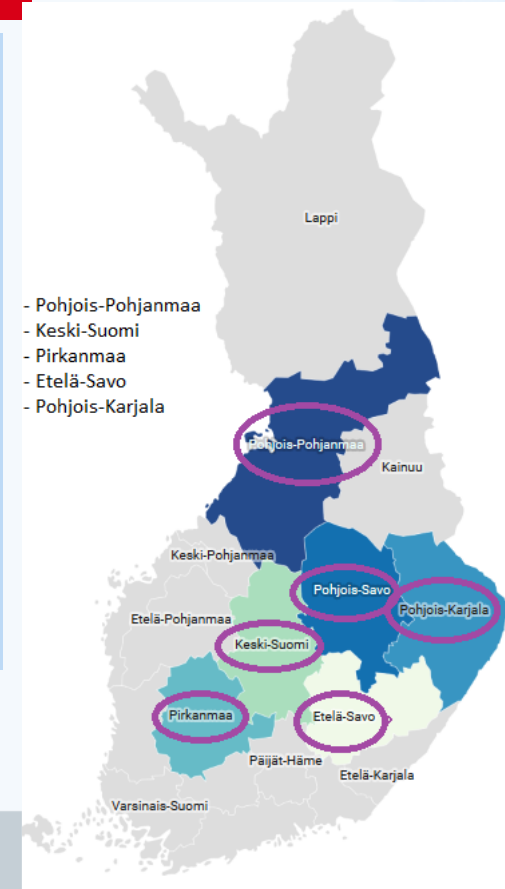 Lappi
- Pohjois-Pohjanmaa
- Keski-Suomi
- Pirkanmaa
- Etelä-Savo
- Pohjois-Karjala
Pohjois-Pohjanmaa
Kainuu
Keski-Pohjanmaa
Pohjois-Savo
Pohjois-Karjala
Etelä-Pohjanmaa
Keski-Suomi
Pirkanmaa
Etelä-Savo
Päijät-Häme
Etelä-Karjala
Varsinais-Suomi